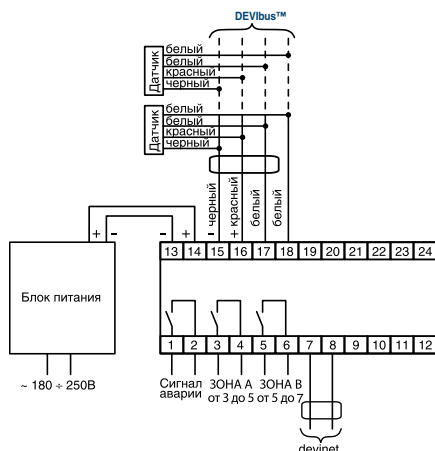 DEVIbus™
Датчик
белый
белый
красный
черный
Датчик
белый
белый
красный
черный
черный
красный
белый
белый
+ - - + - +
13 14 15 16 17 18 19 20 21 22 23 24
Блок питания
1 2 3 4 5 6 7 8 9 10 11 12
~ 180 ÷ 250В
Сигнал аварии
ЗОНА А от 3 до 5
ЗОНА В от 5 до 7
devinet